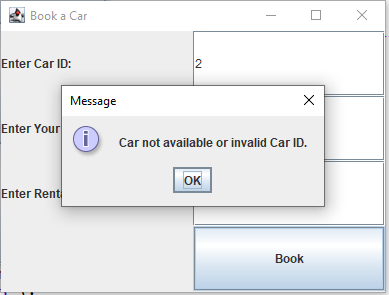 Book a Car
Enter Car ID:
2
Message
Enter Your
Car not available or invalid Car ID.
OK
Enter Renta
Book